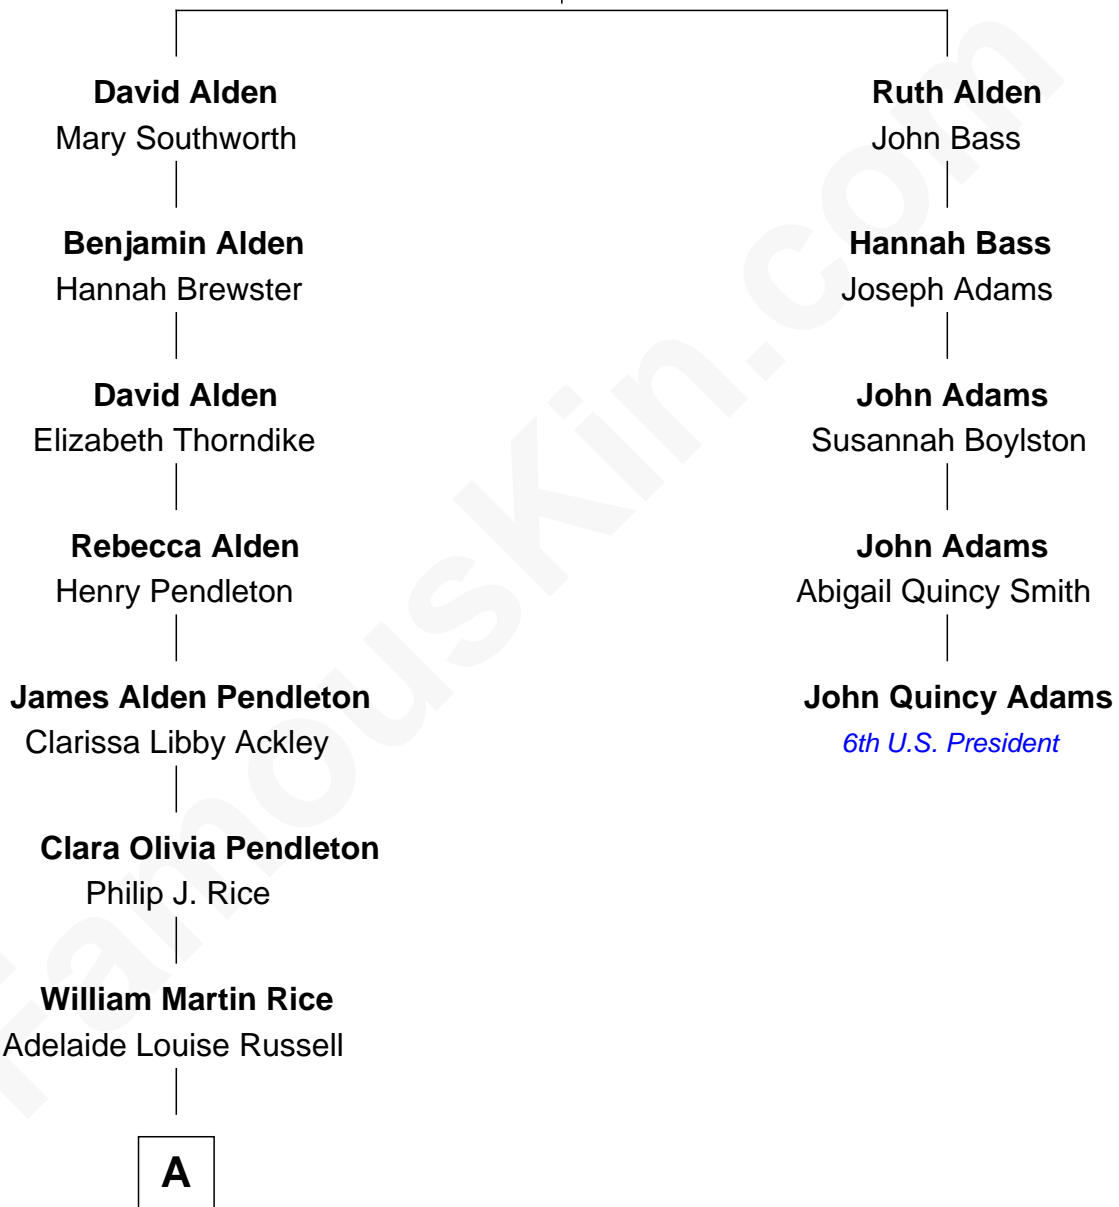 David Alden
Mary Southworth
Benjamin Alden
Hannah Brewster
David Alden
Elizabeth Thorndike
Rebecca Alden
Henry Pendleton
James Alden Pendleton
Clarissa Libby Ackley
Clara Olivia Pendleton
Philip J. Rice
William Martin Rice
Adelaide Louise Russell
A
Ruth Alden
John Bass
Hannah Bass
Joseph Adams
John Adams
Susannah Boylston
John Adams
Abigail Quincy Smith
John Quincy Adams
6th U.S. President
FamousKin.com